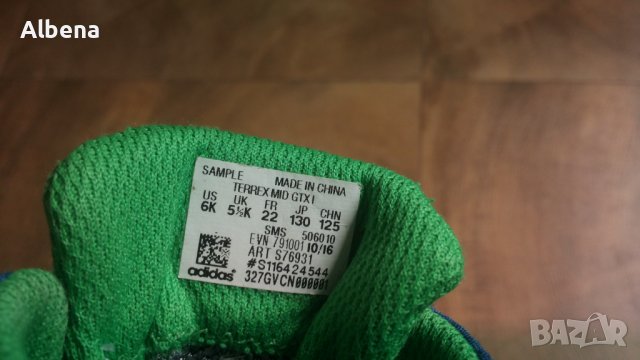 Albena
SAMPLE MADE IN CHINA
TERREX MID GTX I
US UK FR JP CHN
6K 5½K 22 130 125
SMS 506010
EVN 791001 10/16
ART S76931
#S116424544
adidas 327GVCN000001
BAZAR